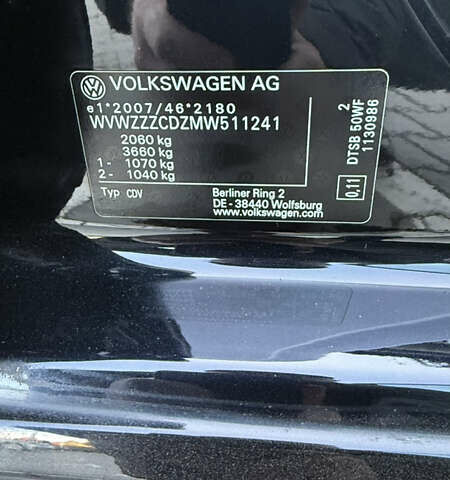 VOLKSWAGEN AG
e1*2007/46*2180
WVWZZZCDZMW511241
2060 kg
3660 kg
1- 1070 kg
2- 1040 kg
Typ CDV
Berliner Ring 2
DE - 38440 Wolfsburg
www.volkswagen.com
0,11
DTSB 50WF 2
1130986